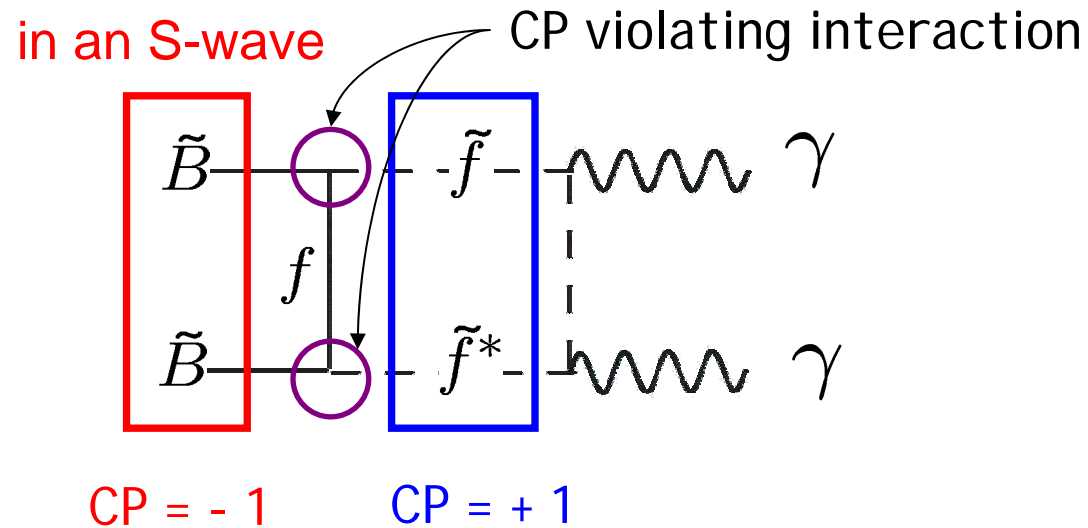 in an S-wave
CP violating interaction
B̃ f̃ γ
f
B̃ f̃* γ
CP = - 1
CP = + 1